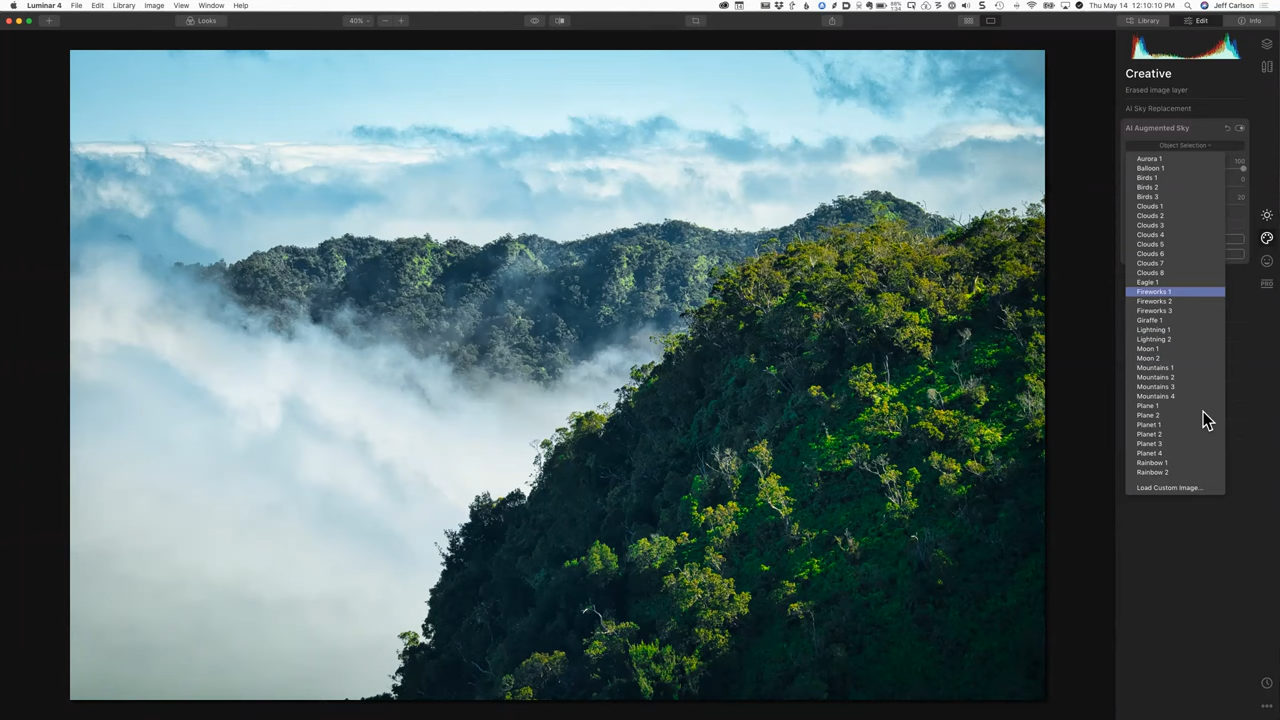 Luminar 4 File Edit Library Image View Window Help
Thu May 14 12:10:10 PM Jeff Carlson
Looks
40%
Library Edit Info
Creative
Erased image layer
AI Sky Replacement
AI Augmented Sky
Object Selection
100
0
20
Aurora 1
Balloon 1
Birds 1
Birds 2
Birds 3
Clouds 1
Clouds 2
Clouds 3
Clouds 4
Clouds 5
Clouds 6
Clouds 7
Clouds 8
Eagle 1
Fireworks 1
Fireworks 2
Fireworks 3
Giraffe 1
Lightning 1
Lightning 2
Moon 1
Moon 2
Mountains 1
Mountains 2
Mountains 3
Mountains 4
Plane 1
Plane 2
Planet 1
Planet 2
Planet 3
Planet 4
Rainbow 1
Rainbow 2
Load Custom Image...
PRO